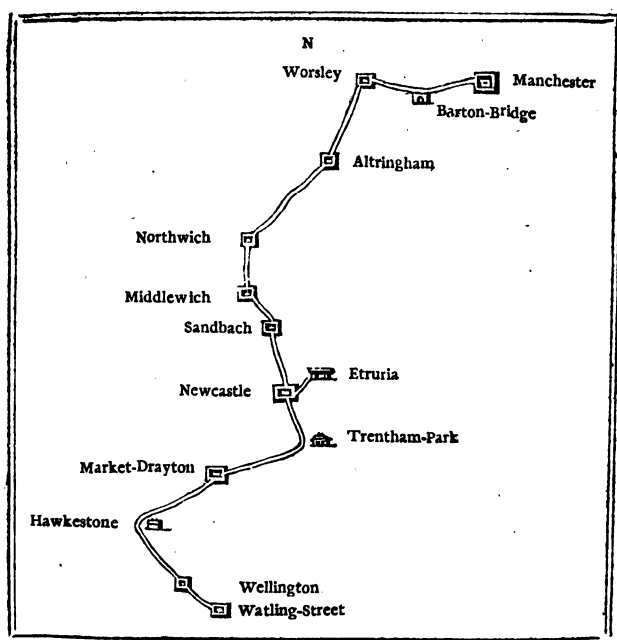 N
Worsley
Manchester
Barton-Bridge
Altringham
Northwich
Middlewich
Sandbach
Etruria
Newcastle
Trentham-Park
Market-Drayton
Hawkestone
Wellington
Watling-Street